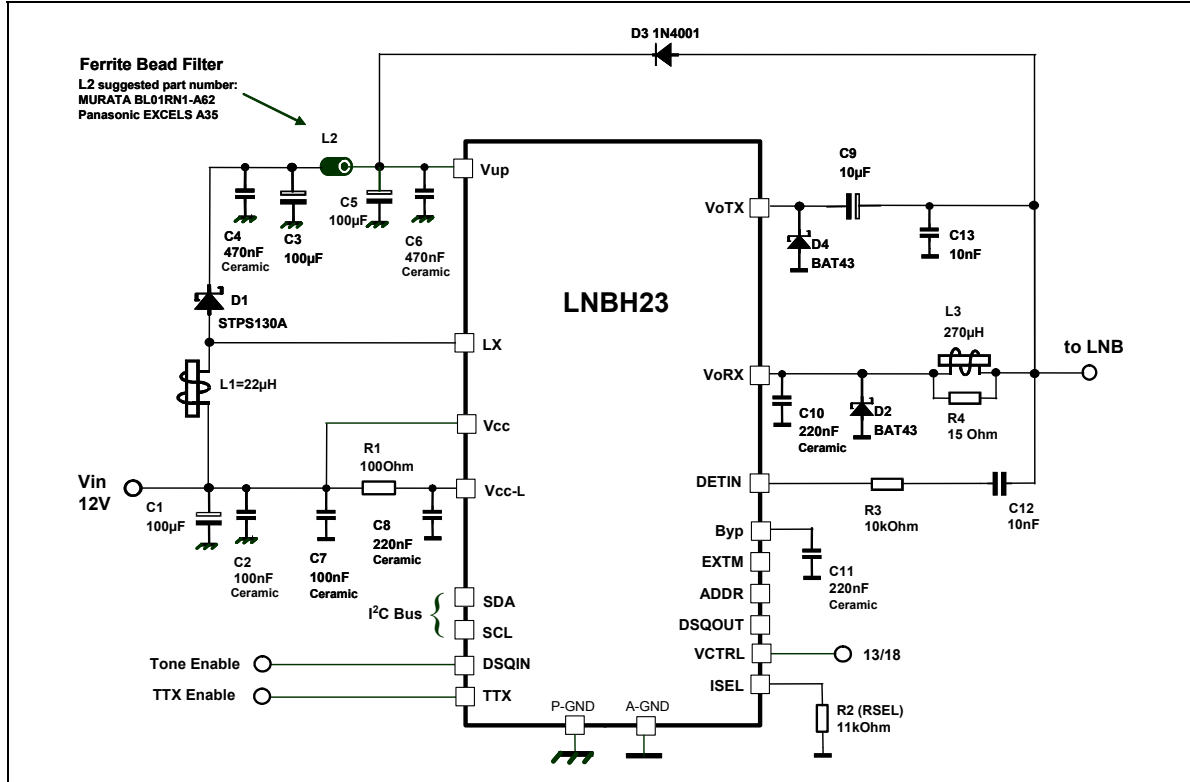 D3 1N4001
Ferrite Bead Filter
L2 suggested part number:
MURATA BL01RN1-A62
Panasonic EXCELS A35
L2
Vup
C4
470nF
Ceramic
C3
100µF
C5
100µF
C6
470nF
Ceramic
D1
STPS130A
LX
L1=22µH
Vcc
R1
100Ohm
Vin
12V
Vcc-L
C1
100µF
C2
100nF
Ceramic
C7
100nF
Ceramic
C8
220nF
Ceramic
I²C Bus
{
SDA
SCL
Tone Enable
DSQIN
TTX Enable
TTX
LNBH23
P-GND
A-GND
C9
10µF
VoTX
D4
BAT43
C13
10nF
L3
270µH
to LNB
VoRX
C10
220nF
Ceramic
D2
BAT43
R4
15 Ohm
DETIN
R3
10kOhm
C12
10nF
Byp
C11
220nF
Ceramic
EXTM
ADDR
DSQOUT
VCTRL
13/18
ISEL
R2 (RSEL)
11kOhm